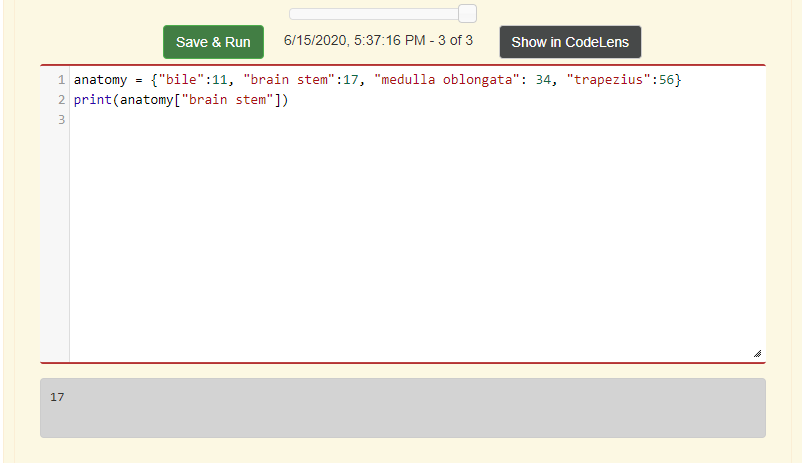 Save & Run 6/15/2020, 5:37:16 PM - 3 of 3 Show in CodeLens
1 anatomy = {"bile":11, "brain stem":17, "medulla oblongata": 34, "trapezius":56}
2 print(anatomy["brain stem"])
3
17